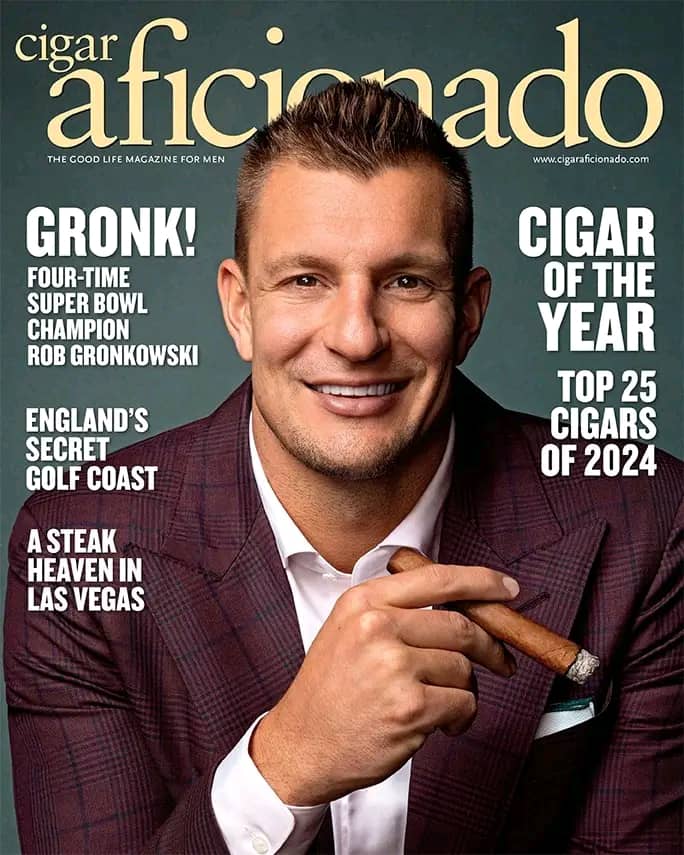 cigar
aficionado
THE GOOD LIFE MAGAZINE FOR MEN
www.cigaraficionado.com
GRONK!
FOUR-TIME
SUPER BOWL
CHAMPION
ROB GRONKOWSKI
ENGLAND'S
SECRET
GOLF COAST
A STEAK
HEAVEN IN
LAS VEGAS
CIGAR
OF THE
YEAR
TOP 25
CIGARS
OF 2024